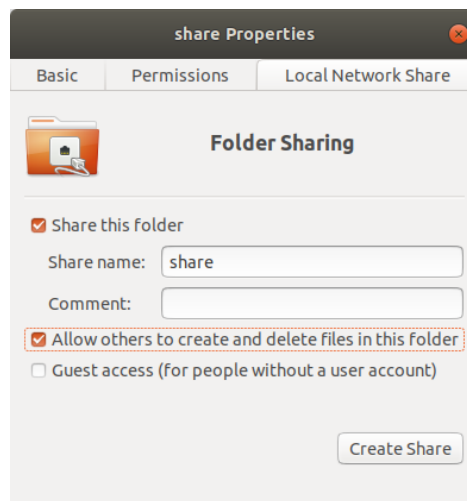 share Properties
Basic Permissions Local Network Share
Folder Sharing
Share this folder
Share name: share
Comment:
Allow others to create and delete files in this folder
Guest access (for people without a user account)
Create Share